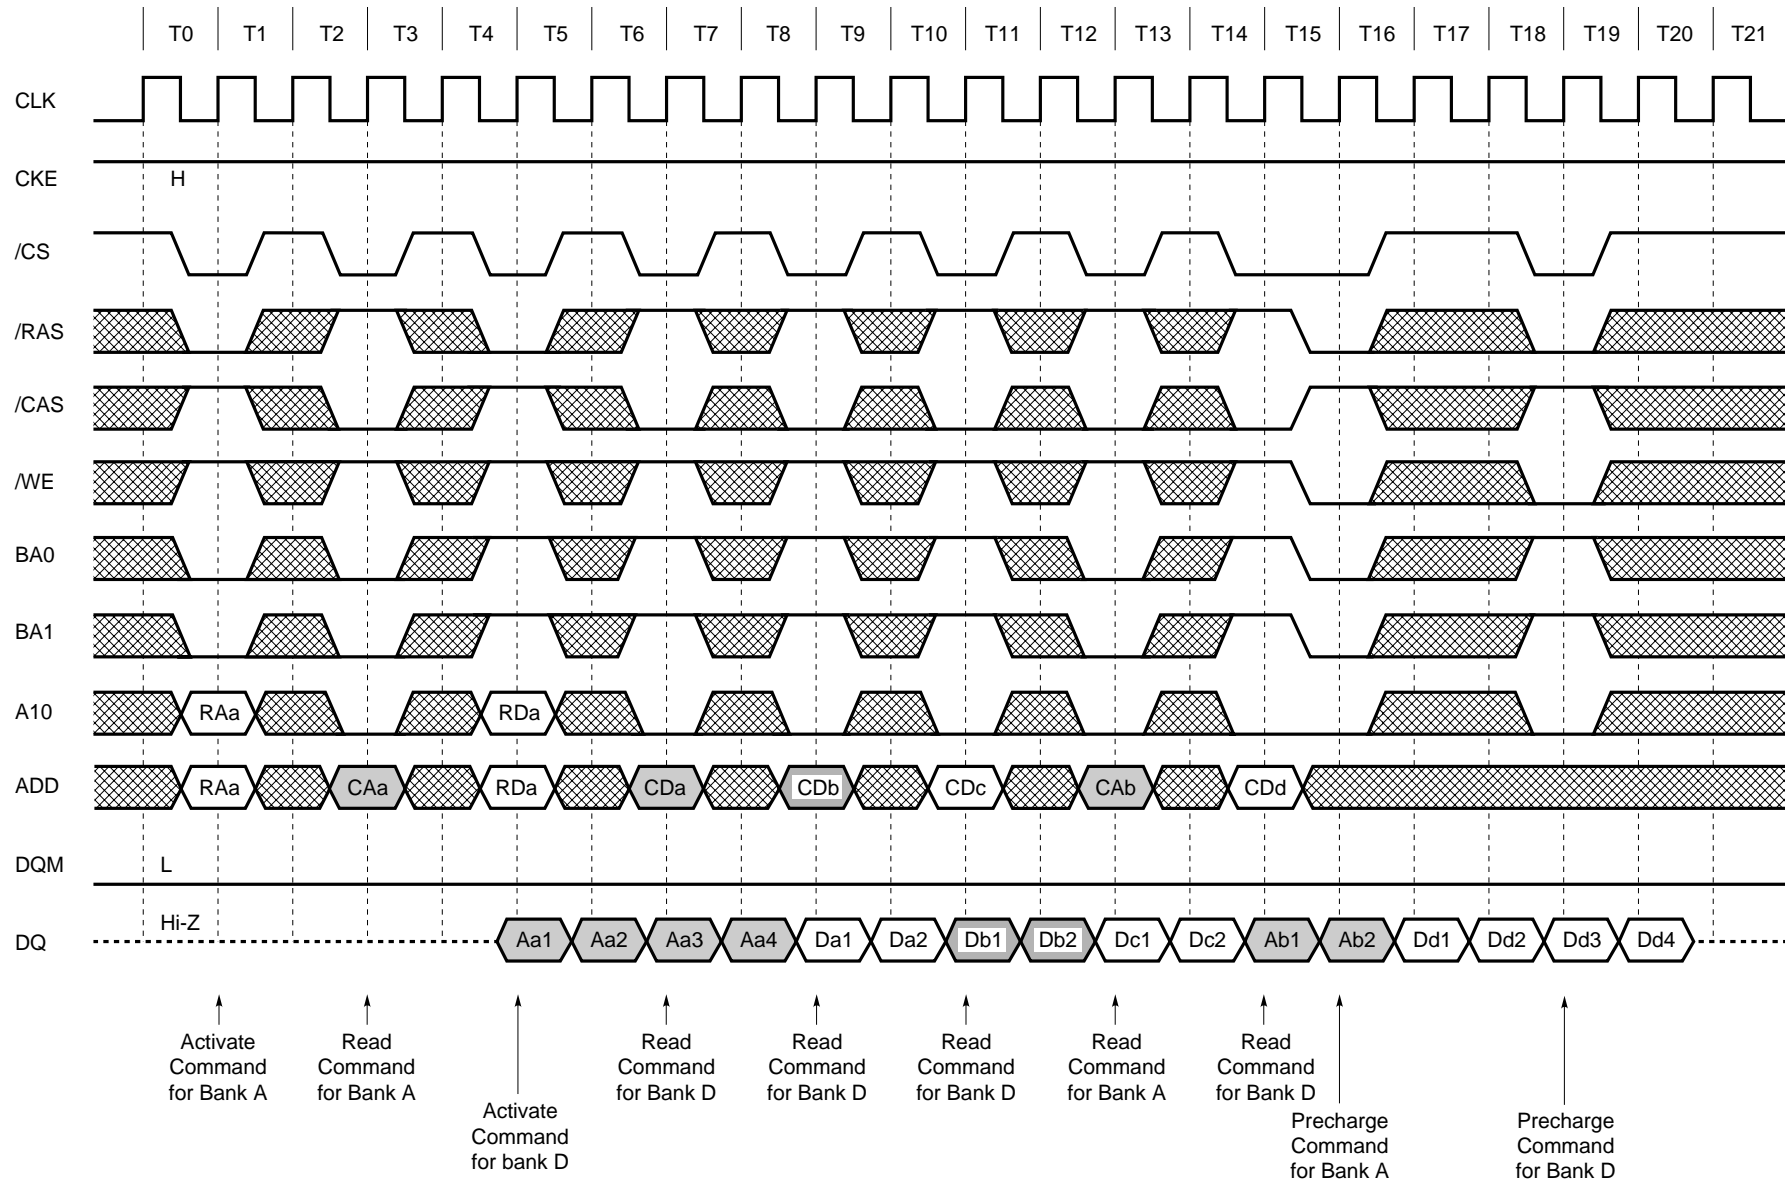 T0 T1 T2 T3 T4 T5 T6 T7 T8 T9 T10 T11 T12 T13 T14 T15 T16 T17 T18 T19 T20 T21
CLK
CKE H
/CS
/RAS
/CAS
/WE
BA0
BA1
A10 RAa RDa
ADD RAa CAa RDa CDa CDb CDc CAb CDd
DQM L
Hi-Z
DQ Aa1 Aa2 Aa3 Aa4 Da1 Da2 Db1 Db2 Dc1 Dc2 Ab1 Ab2 Dd1 Dd2 Dd3 Dd4
Activate
Command
for Bank A
Read
Command
for Bank A
Activate
Command
for bank D
Read
Command
for Bank D
Read
Command
for Bank D
Read
Command
for Bank D
Read
Command
for Bank A
Read
Command
for Bank D
Precharge
Command
for Bank A
Precharge
Command
for Bank D